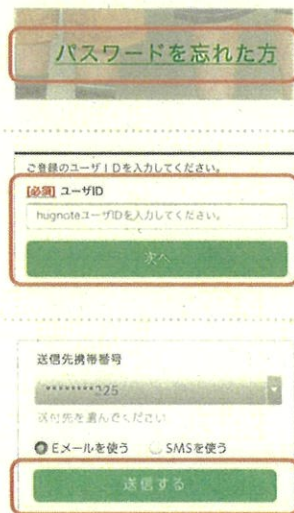 パスワードを忘れた方
ご登録のユーザIDを入力してください。
[必須] ユーザID
hugnoteユーザIDを入力してください。
次へ
送信先携帯番号
********325
送付先を選んでください
Eメールを使う SMSを使う
送信する